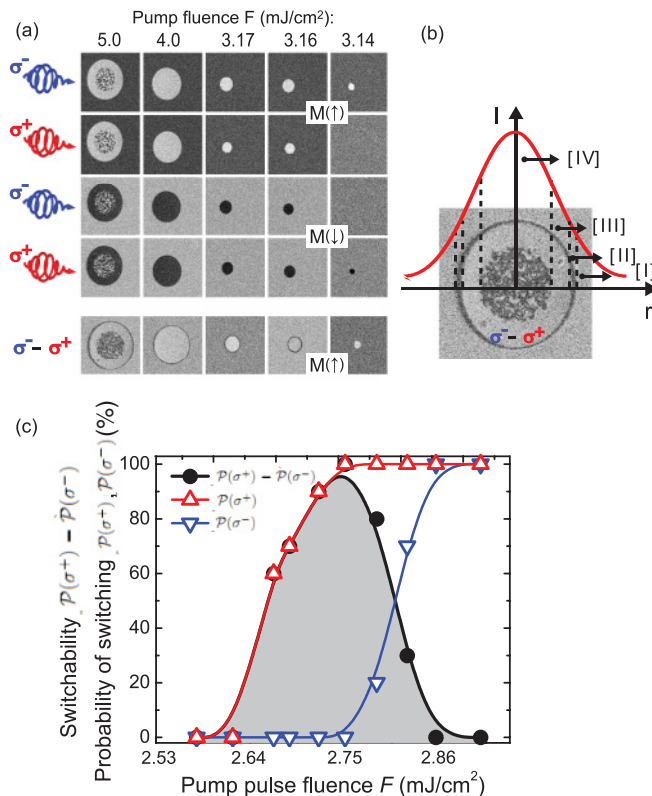 (a)
Pump fluence F (mJ/cm²):
5.0 4.0 3.17 3.16 3.14
σ⁻
M(↑)
σ⁺
σ⁻
M(↓)
σ⁺
σ⁻ – σ⁺
M(↑)
(b)
I
[IV]
[III]
[II]
[I]
r
σ⁻ – σ⁺
(c)
Switchability P(σ⁺) – P(σ⁻)
Probability of switching P(σ⁺), P(σ⁻) (%)
100
80
60
40
20
0
P(σ⁺) – P(σ⁻)
P(σ⁺)
P(σ⁻)
2.53 2.64 2.75 2.86
Pump pulse fluence F (mJ/cm²)